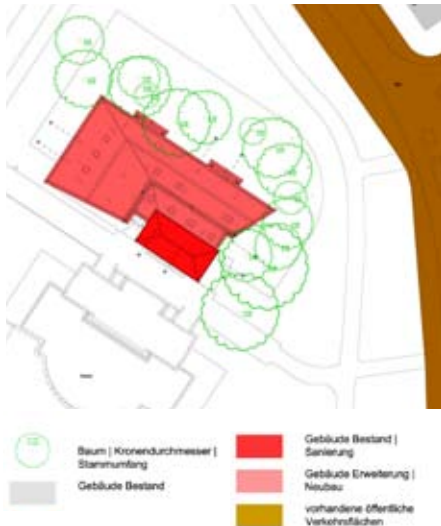 Baum | Kronendurchmesser |
Stammumfang
Gebäude Bestand
Gebäude Bestand |
Sanierung
Gebäude Erweiterung |
Neubau
vorhandene öffentliche
Verkehrsflächen